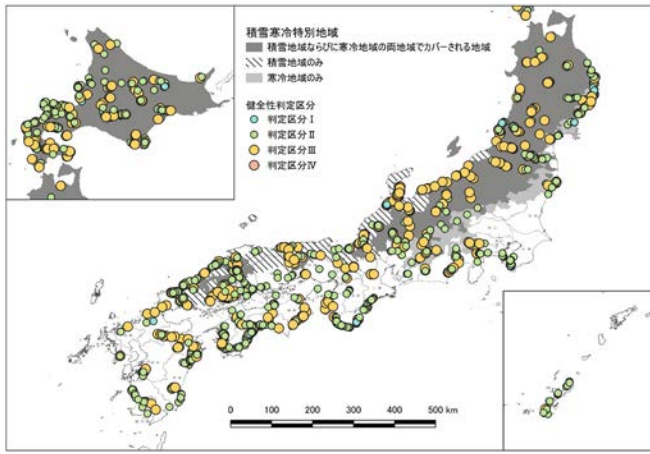 積雪寒冷特別地域
積雪地域ならびに寒冷地域の両地域でカバーされる地域
積雪地域のみ
寒冷地域のみ
健全性判定区分
判定区分Ⅰ
判定区分Ⅱ
判定区分Ⅲ
判定区分Ⅳ
0 100 200 300 400 500 km